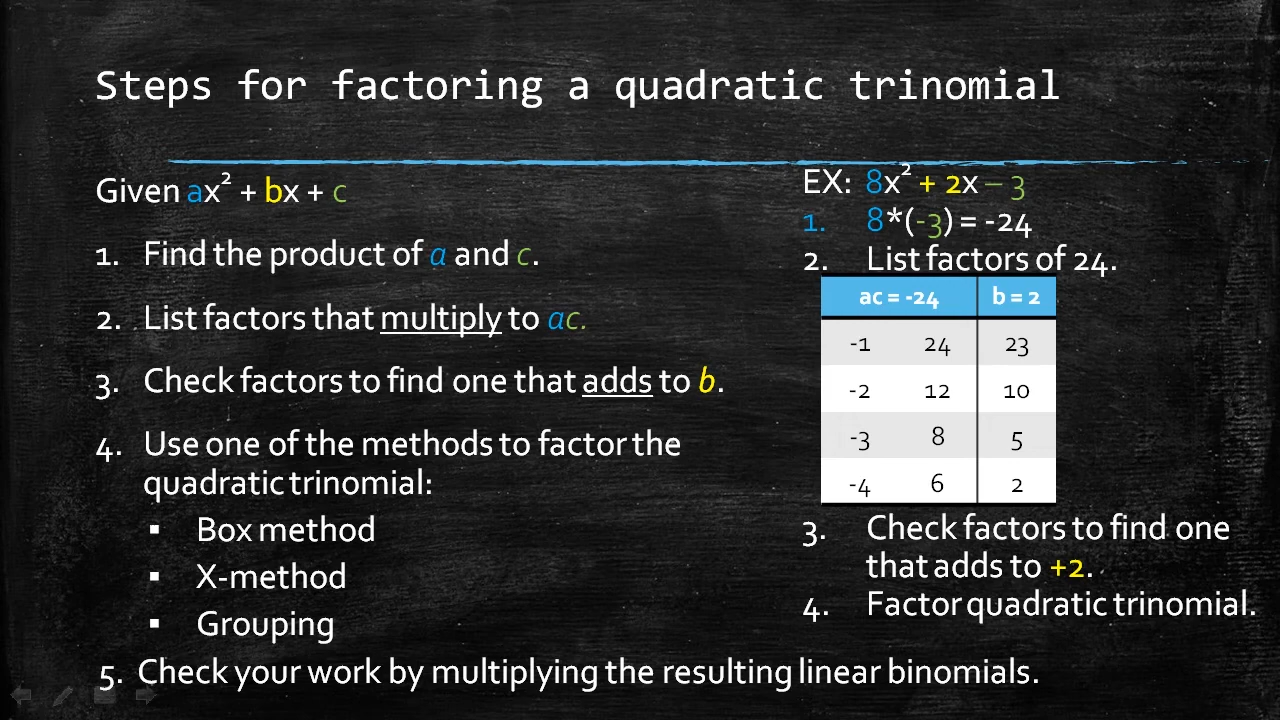 Steps for factoring a quadratic trinomial
Given ax² + bx + c
1. Find the product of a and c.
2. List factors that multiply to ac.
3. Check factors to find one that adds to b.
4. Use one of the methods to factor the
quadratic trinomial:
▪ Box method
▪ X-method
▪ Grouping
5. Check your work by multiplying the resulting linear binomials.
EX: 8x² + 2x – 3
1. 8*(-3) = -24
2. List factors of 24.
ac = -24 b = 2
-1 24 23
-2 12 10
-3 8 5
-4 6 2
3. Check factors to find one
that adds to +2.
4. Factor quadratic trinomial.